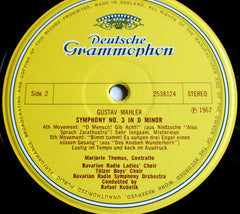 Deutsche
Grammophon
Side 2
2538124
STEREO
GUSTAV MAHLER
℗ 1967
SYMPHONY NO. 3 IN D MINOR
4th Movement: "O Mensch! Gib Acht!" (aus Nietzsche "Also
Sprach Zarathustra") Sehr langsam. Misterioso
5th Movement: "Bimm bamm! Es sungen drei Engel einen
süssen Gesang" (aus "Des Knaben Wunderhorn")
Lustig im Tempo und keck im Ausdruck
Marjorie Thomas, Contralto
Bavarian Radio Ladies' Choir
Tölzer Boys' Choir
Bavarian Radio Symphony Orchestra
Conducted by
Rafael Kubelik